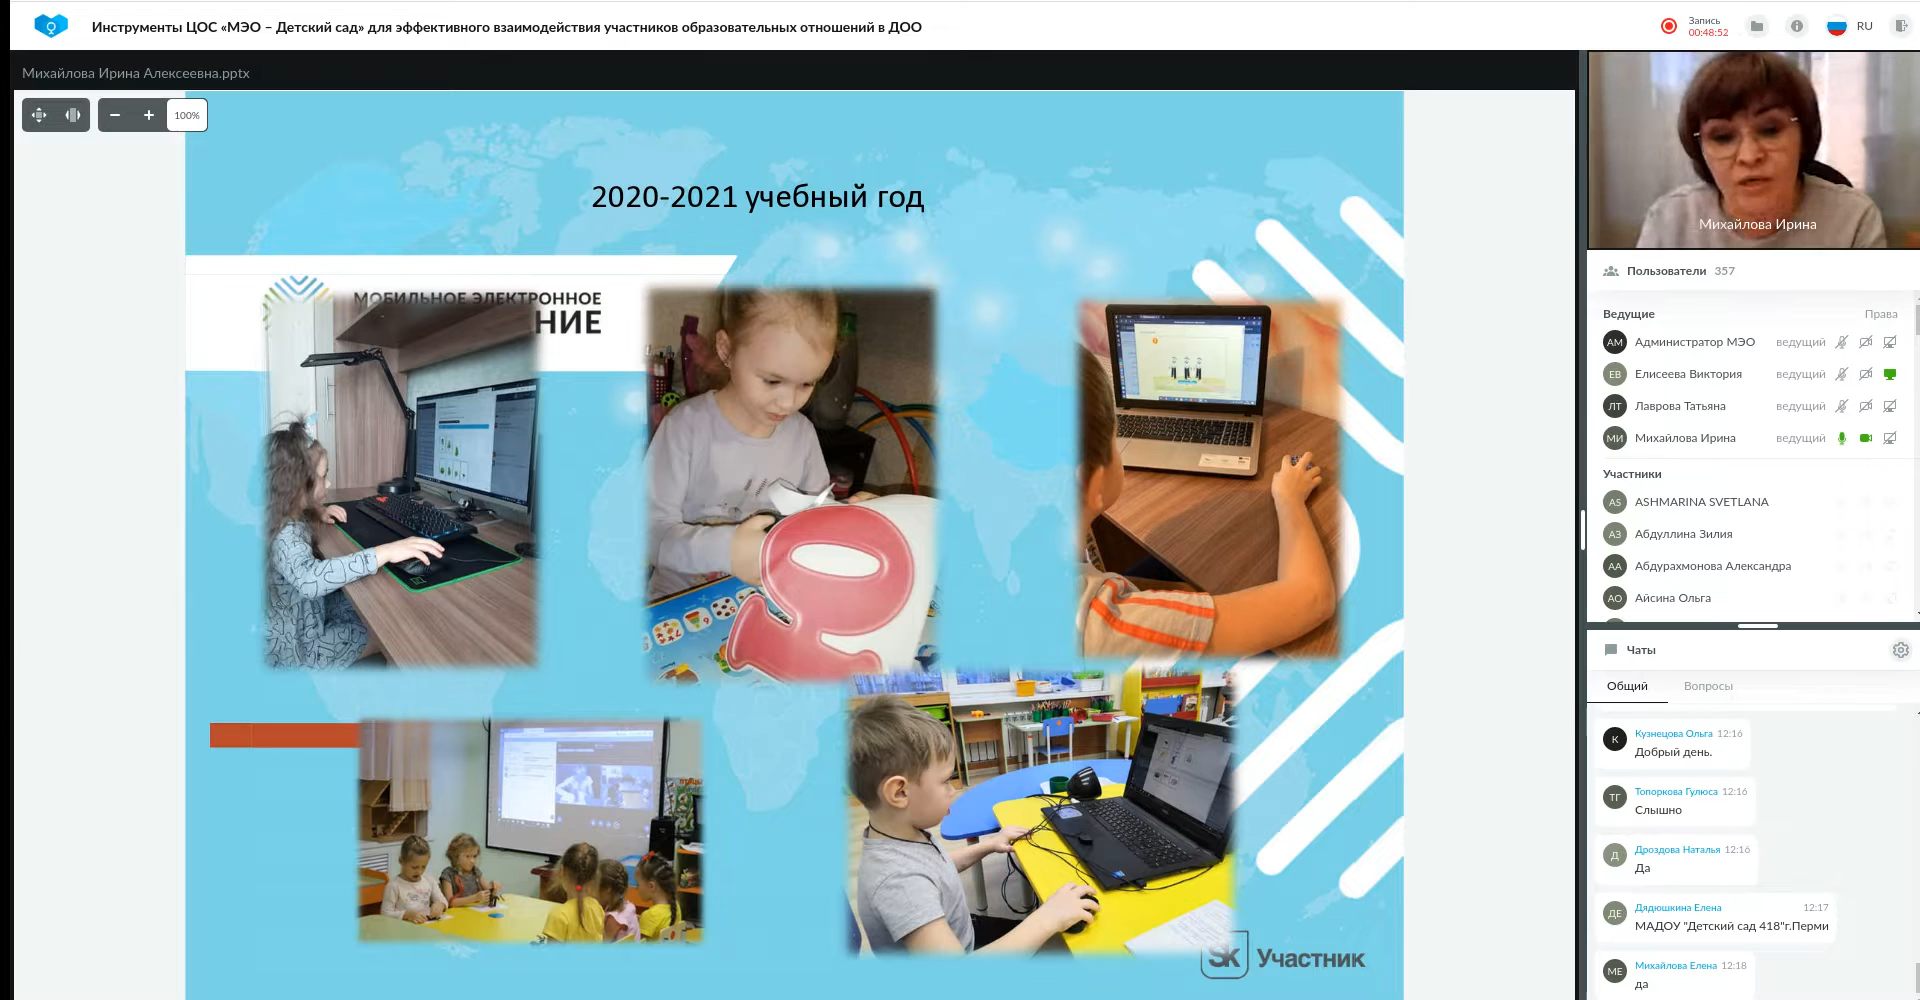 Инструменты ЦОС «МЭО – Детский сад» для эффективного взаимодействия участников образовательных отношений в ДОО
Запись
00:48:52
RU
Михайлова Ирина Алексеевна.pptx
100%
2020-2021 учебный год
МОБИЛЬНОЕ ЭЛЕКТРОННОЕ
НИЕ
Sk Участник
Михайлова Ирина
Пользователи 357
Ведущие Права
АМ Администратор МЭО ведущий
ЕВ Елисеева Виктория ведущий
ЛТ Лаврова Татьяна ведущий
МИ Михайлова Ирина ведущий
Участники
AS ASHMARINA SVETLANA
АЗ Абдуллина Зилия
АА Абдурахмонова Александра
АО Айсина Ольга
Чаты
Общий Вопросы
К Кузнецова Ольга 12:16
Добрый день.
ТГ Топоркова Гулюса 12:16
Слышно
Д Дроздова Наталья 12:16
Да
ДЕ Дядюшкина Елена 12:17
МАДОУ "Детский сад 418"г.Перми
МЕ Михайлова Елена 12:18
да